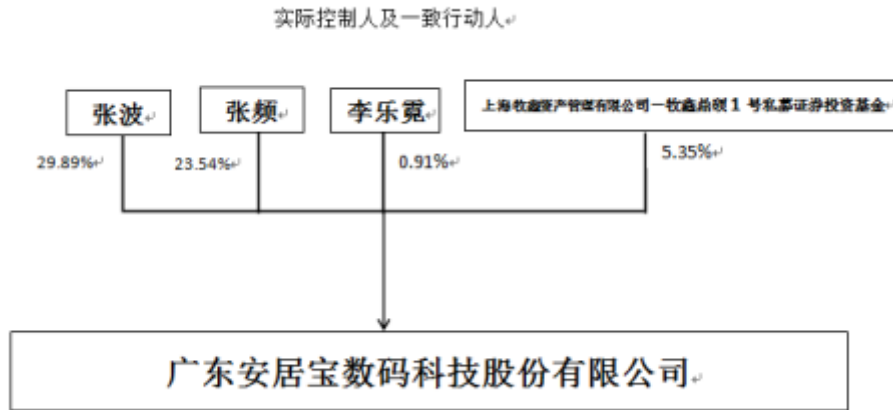 实际控制人及一致行动人
张波
张频
李乐霓
上海牧鑫资产管理有限公司—牧鑫鼎硕1号私募证券投资基金
29.89%
23.54%
0.91%
5.35%
广东安居宝数码科技股份有限公司